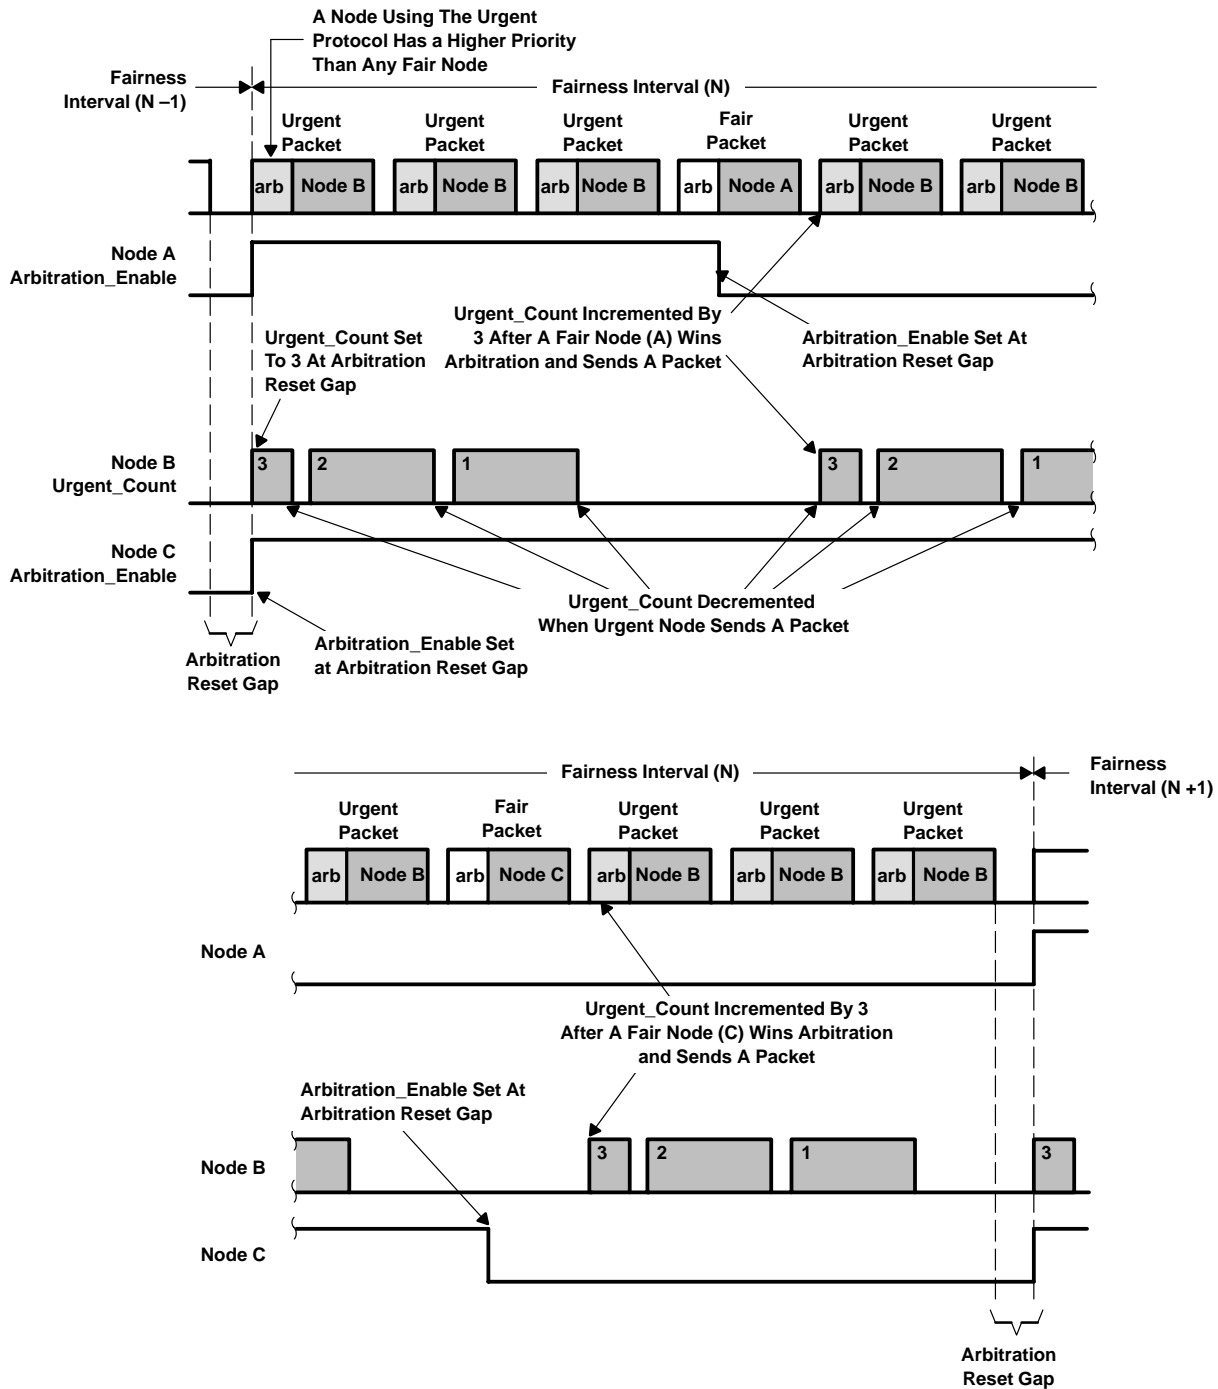 A Node Using The Urgent
Protocol Has a Higher Priority
Than Any Fair Node
Fairness
Interval (N –1)
Fairness Interval (N)
Urgent
Packet
Urgent
Packet
Urgent
Packet
Fair
Packet
Urgent
Packet
Urgent
Packet
arb Node B
arb Node B
arb Node B
arb Node A
arb Node B
arb Node B
Node A
Arbitration_Enable
Urgent_Count Set
To 3 At Arbitration
Reset Gap
Urgent_Count Incremented By
3 After A Fair Node (A) Wins
Arbitration and Sends A Packet
Arbitration_Enable Set At
Arbitration Reset Gap
Node B
Urgent_Count
3
2
1
3
2
1
Node C
Arbitration_Enable
Urgent_Count Decremented
When Urgent Node Sends A Packet
Arbitration_Enable Set
at Arbitration Reset Gap
Arbitration
Reset Gap
Fairness Interval (N)
Fairness
Interval (N +1)
Urgent
Packet
Fair
Packet
Urgent
Packet
Urgent
Packet
Urgent
Packet
arb Node B
arb Node C
arb Node B
arb Node B
arb Node B
Node A
Urgent_Count Incremented By 3
After A Fair Node (C) Wins Arbitration
and Sends A Packet
Arbitration_Enable Set At
Arbitration Reset Gap
Node B
3
2
1
3
Node C
Arbitration
Reset Gap